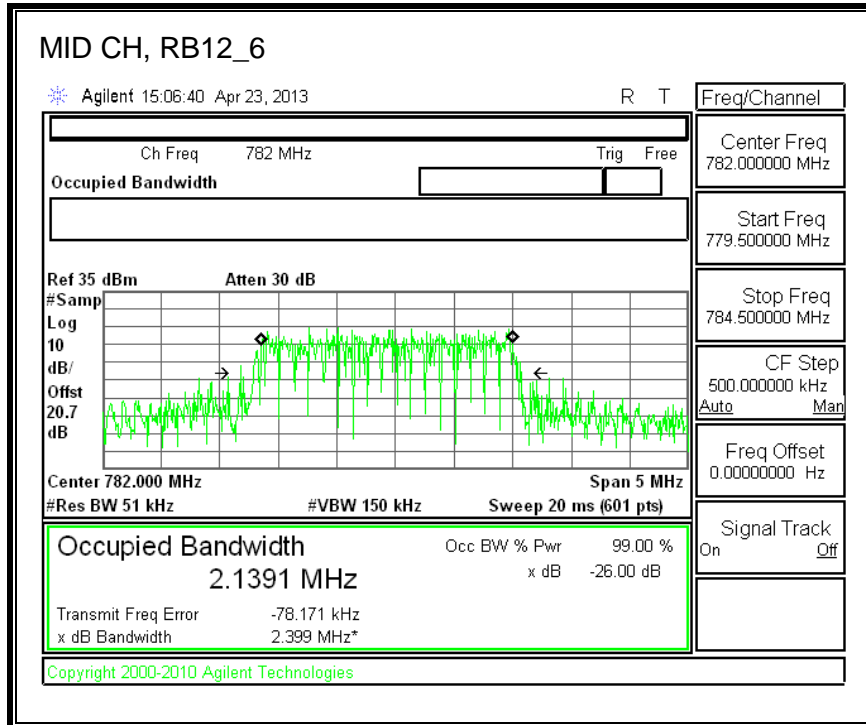 MID CH, RB12_6
Agilent 15:06:40 Apr 23, 2013 R T
Freq/Channel
Ch Freq 782 MHz Trig Free
Occupied Bandwidth
Center Freq
782.000000 MHz
Start Freq
779.500000 MHz
Stop Freq
784.500000 MHz
CF Step
500.000000 kHz
Auto Man
Freq Offset
0.00000000 Hz
Signal Track
On Off
Ref 35 dBm Atten 30 dB
#Samp
Log
10
dB/
Offst
20.7
dB
Center 782.000 MHz Span 5 MHz
#Res BW 51 kHz #VBW 150 kHz Sweep 20 ms (601 pts)
Occupied Bandwidth
2.1391 MHz
Occ BW % Pwr 99.00 %
x dB -26.00 dB
Transmit Freq Error -78.171 kHz
x dB Bandwidth 2.399 MHz*
Copyright 2000-2010 Agilent Technologies